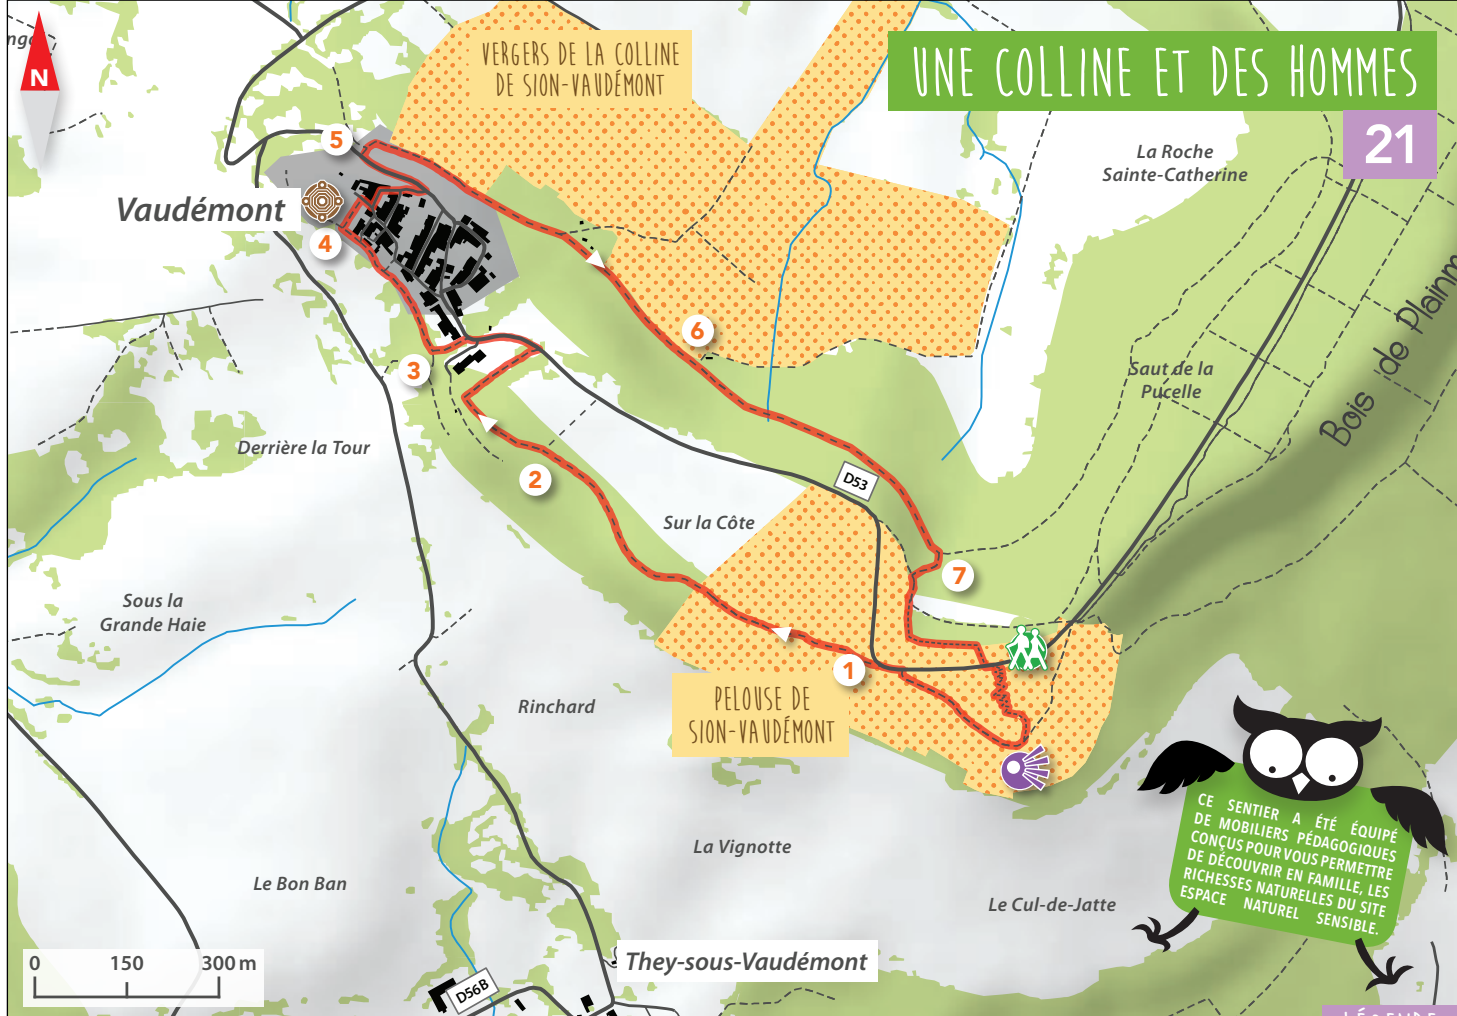 UNE COLLINE ET DES HOMMES
21
N
VERGERS DE LA COLLINE
DE SION-VAUDÉMONT
La Roche
Sainte-Catherine
5
Vaudémont
4
6
3
Saut de la
Pucelle
Bois de Plainm
Derrière la Tour
2
D53
Sur la Côte
7
Sous la
Grande Haie
1
PELOUSE DE
SION-VAUDÉMONT
Rinchard
La Vignotte
Le Bon Ban
Le Cul-de-Jatte
CE SENTIER A ÉTÉ ÉQUIPÉ
DE MOBILIERS PÉDAGOGIQUES
CONÇUS POUR VOUS PERMETTRE
DE DÉCOUVRIR EN FAMILLE, LES
RICHESSES NATURELLES DU SITE
ESPACE NATUREL SENSIBLE.
They-sous-Vaudémont
D56B
0 150 300 m
LÉGENDE